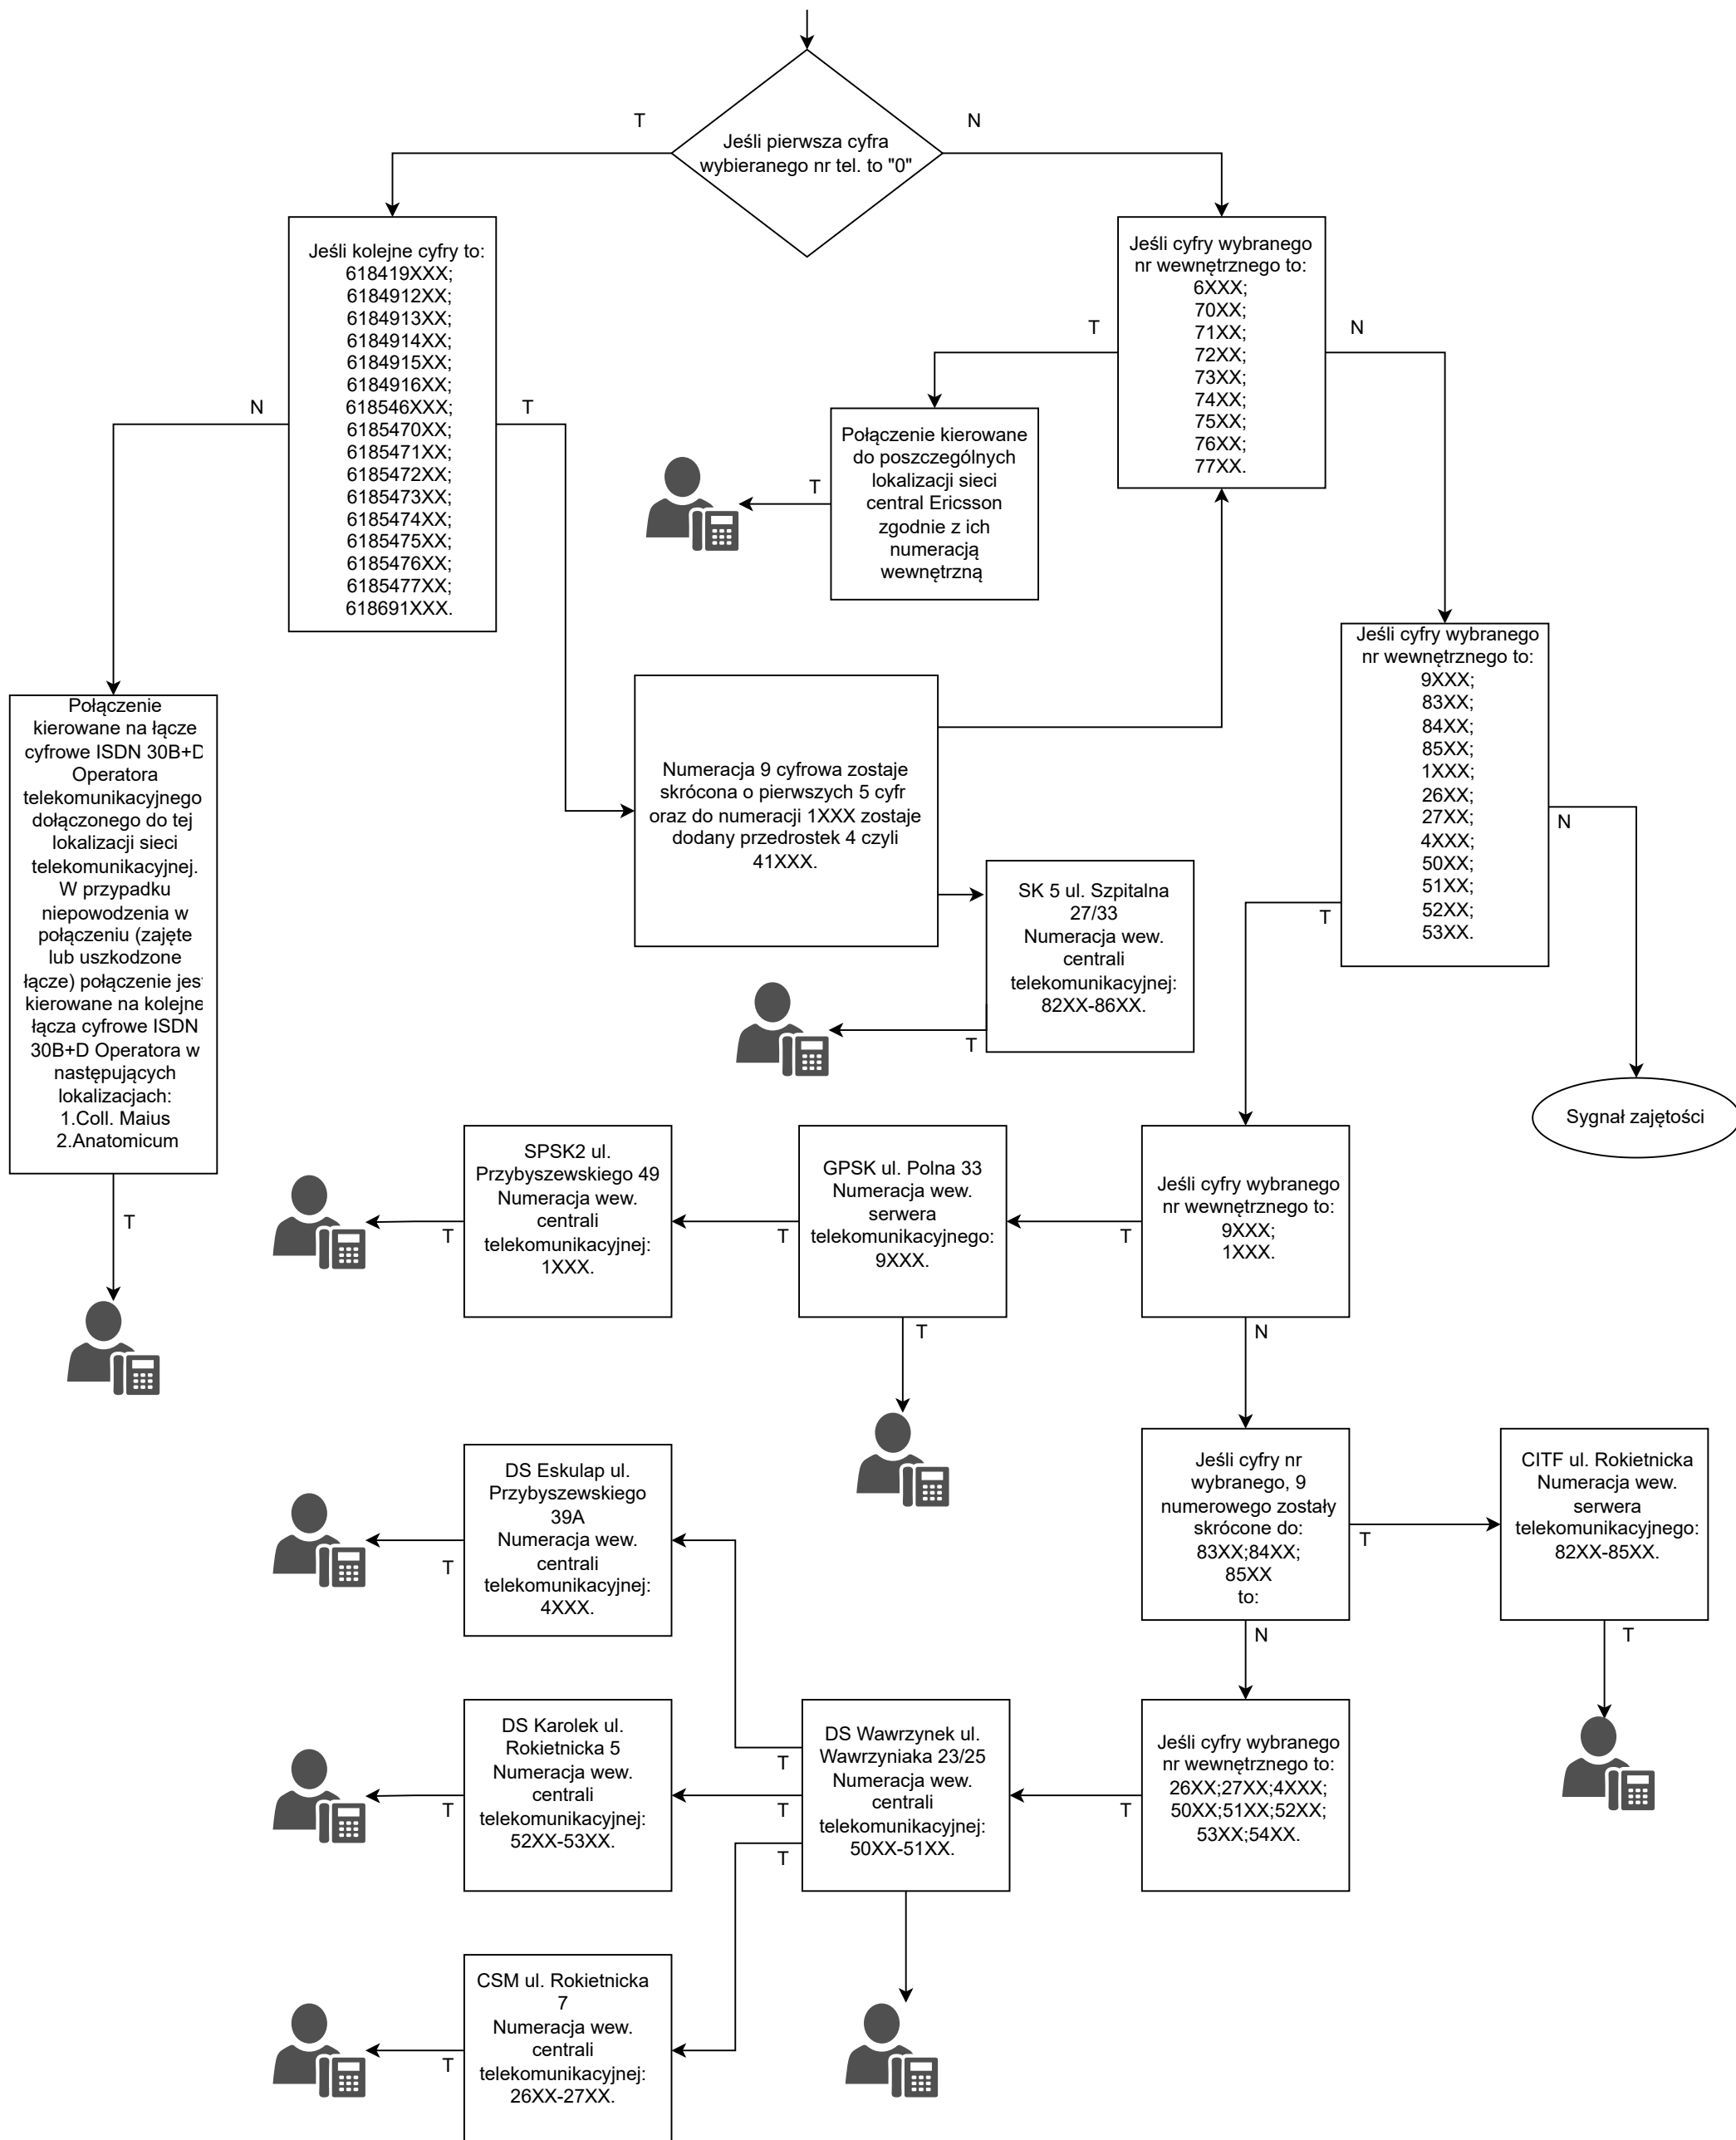 T
N
Jeśli pierwsza cyfra
wybieranego nr tel. to "0"
Jeśli kolejne cyfry to:
618419XXX;
6184912XX;
6184913XX;
6184914XX;
6184915XX;
6184916XX;
618546XXX;
6185470XX;
6185471XX;
6185472XX;
6185473XX;
6185474XX;
6185475XX;
6185476XX;
6185477XX;
618691XXX.
N
T
Jeśli cyfry wybranego
nr wewnętrznego to:
6XXX;
70XX;
71XX;
72XX;
73XX;
74XX;
75XX;
76XX;
77XX.
T
N
Połączenie kierowane
do poszczególnych
lokalizacji sieci
central Ericsson
zgodnie z ich
numeracją
wewnętrzną
T
Jeśli cyfry wybranego
nr wewnętrznego to:
9XXX;
83XX;
84XX;
85XX;
1XXX;
26XX;
27XX;
4XXX;
50XX;
51XX;
52XX;
53XX.
N
T
Połączenie
kierowane na łącze
cyfrowe ISDN 30B+D
Operatora
telekomunikacyjnego
dołączonego do tej
lokalizacji sieci
telekomunikacyjnej.
W przypadku
niepowodzenia w
połączeniu (zajęte
lub uszkodzone
łącze) połączenie jes
kierowane na kolejne
łącza cyfrowe ISDN
30B+D Operatora w
następujących
lokalizacjach:
1.Coll. Maius
2.Anatomicum
T
Numeracja 9 cyfrowa zostaje
skrócona o pierwszych 5 cyfr
oraz do numeracji 1XXX zostaje
dodany przedrostek 4 czyli
41XXX.
SK 5 ul. Szpitalna
27/33
Numeracja wew.
centrali
telekomunikacyjnej:
82XX-86XX.
T
Sygnał zajętości
SPSK2 ul.
Przybyszewskiego 49
Numeracja wew.
centrali
telekomunikacyjnej:
1XXX.
T
GPSK ul. Polna 33
Numeracja wew.
serwera
telekomunikacyjnego:
9XXX.
T
T
Jeśli cyfry wybranego
nr wewnętrznego to:
9XXX;
1XXX.
T
N
DS Eskulap ul.
Przybyszewskiego
39A
Numeracja wew.
centrali
telekomunikacyjnej:
4XXX.
T
Jeśli cyfry nr
wybranego, 9
numerowego zostały
skrócone do:
83XX;84XX;
85XX
to:
T
N
CITF ul. Rokietnicka
Numeracja wew.
serwera
telekomunikacyjnego:
82XX-85XX.
T
DS Karolek ul.
Rokietnicka 5
Numeracja wew.
centrali
telekomunikacyjnej:
52XX-53XX.
T
DS Wawrzynek ul.
Wawrzyniaka 23/25
Numeracja wew.
centrali
telekomunikacyjnej:
50XX-51XX.
T
T
T
Jeśli cyfry wybranego
nr wewnętrznego to:
26XX;27XX;4XXX;
50XX;51XX;52XX;
53XX;54XX.
T
CSM ul. Rokietnicka
7
Numeracja wew.
centrali
telekomunikacyjnej:
26XX-27XX.
T